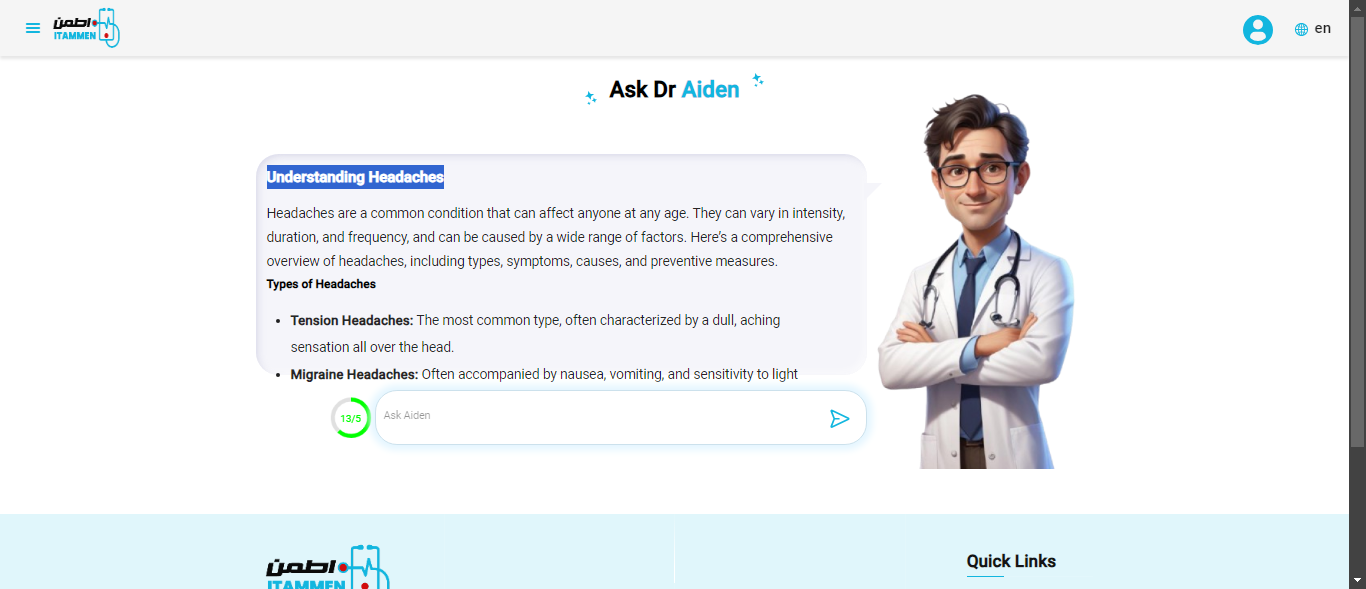 اطمن
ITAMMEN
en
Ask Dr Aiden
Understanding Headaches
Headaches are a common condition that can affect anyone at any age. They can vary in intensity,
duration, and frequency, and can be caused by a wide range of factors. Here's a comprehensive
overview of headaches, including types, symptoms, causes, and preventive measures.
Types of Headaches
• Tension Headaches: The most common type, often characterized by a dull, aching
sensation all over the head.
• Migraine Headaches: Often accompanied by nausea, vomiting, and sensitivity to light
13/5
Ask Aiden
اطمن
ITAMMEN
Quick Links